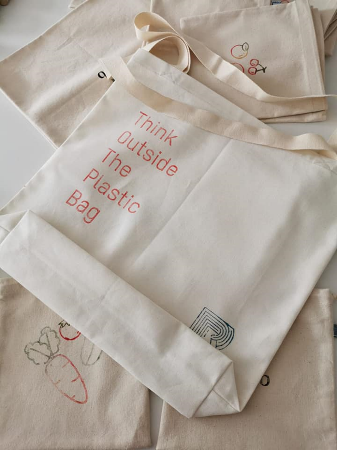 Think
Outside
The
Plastic
Bag
R